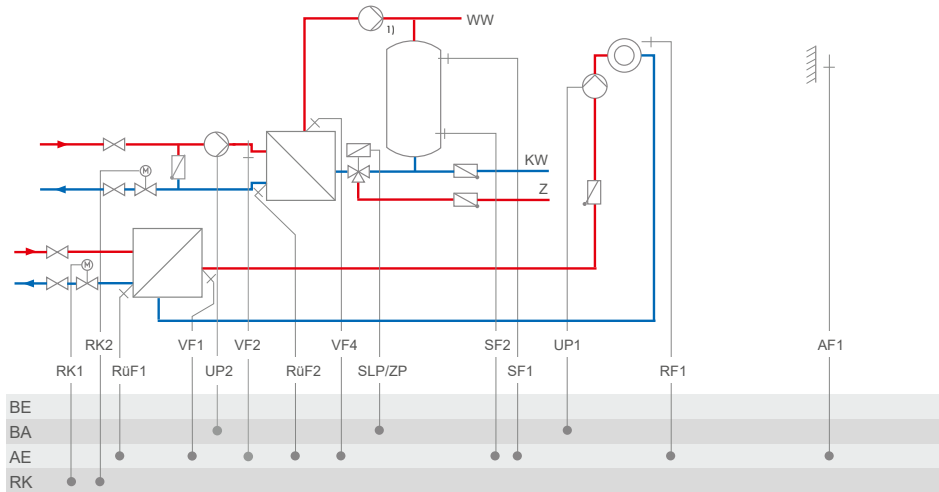 1)
WW
M
KW
Z
M
RK2
VF1
VF2
VF4
SF2
UP1
AF1
RK1
RüF1
UP2
RüF2
SLP/ZP
SF1
RF1
BE
BA
AE
RK